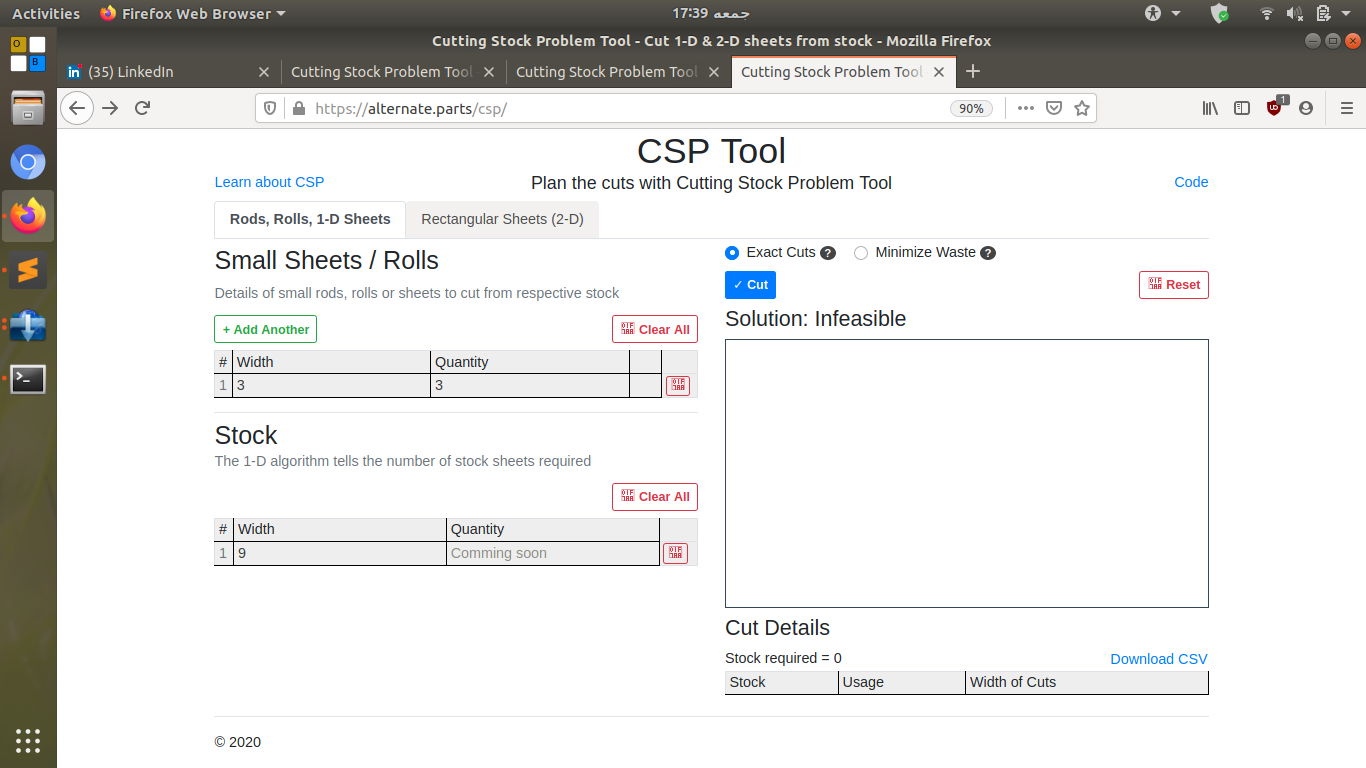 Activities Firefox Web Browser 17:39 جمعه
Cutting Stock Problem Tool - Cut 1-D & 2-D sheets from stock - Mozilla Firefox
(35) LinkedIn Cutting Stock Problem Tool Cutting Stock Problem Tool Cutting Stock Problem Tool
https://alternate.parts/csp/ 90% 1
CSP Tool
Learn about CSP Plan the cuts with Cutting Stock Problem Tool Code
Rods, Rolls, 1-D Sheets Rectangular Sheets (2-D)
Small Sheets / Rolls
Details of small rods, rolls or sheets to cut from respective stock
+ Add Another Clear All
# Width Quantity
1 3 3
Stock
The 1-D algorithm tells the number of stock sheets required
Clear All
# Width Quantity
1 9 Comming soon
Exact Cuts ? Minimize Waste ?
✓ Cut Reset
Solution: Infeasible
Cut Details
Stock required = 0 Download CSV
Stock Usage Width of Cuts
© 2020